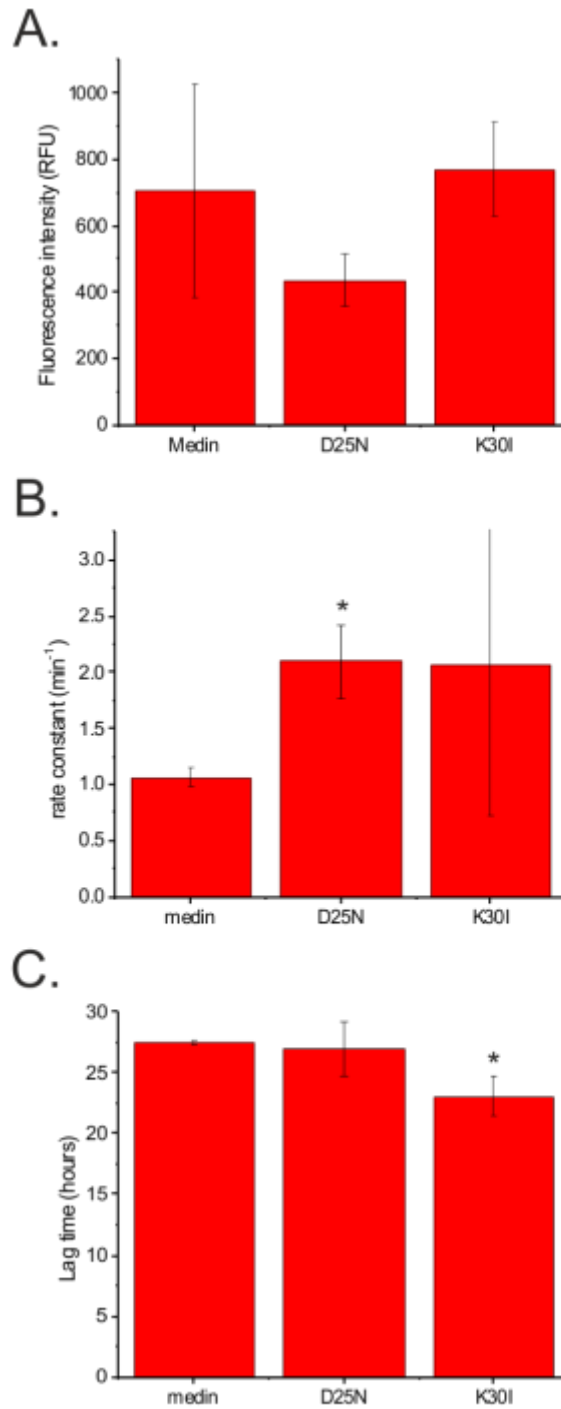 A.
Fluorescence intensity (RFU)
1000
800
600
400
200
0
Medin D25N K30I
B.
rate constant (min⁻¹)
3.0
2.5
2.0
1.5
1.0
0.5
0.0
*
medin D25N K30I
C.
Lag time (hours)
30
25
20
15
10
5
0
*
medin D25N K30I